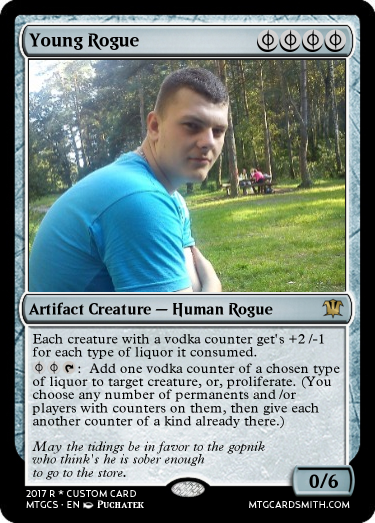 Young Rogue
Artifact Creature — Human Rogue
Each creature with a vodka counter get's +2 /-1
for each type of liquor it consumed.
: Add one vodka counter of a chosen type
of liquor to target creature, or, proliferate. (You
choose any number of permanents and /or
players with counters on them, then give each
another counter of a kind already there.)
May the tidings be in favor to the gopnik
who think's he is sober enough
to go to the store.
0/6
2017 R * CUSTOM CARD
MTGCS · EN Puchatek
MTGCARDSMITH.COM